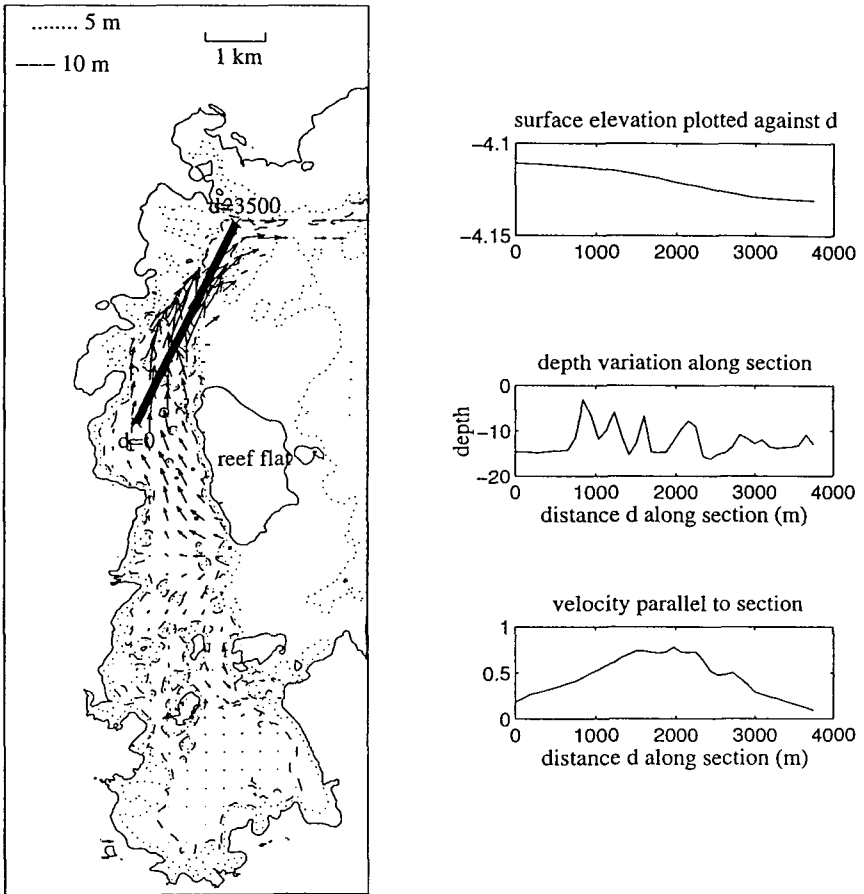 ........ 5 m
—–– 10 m
1 km
d=3500
d=0
reef flat
surface elevation plotted against d
−4.1
−4.15
0 1000 2000 3000 4000
depth variation along section
0
−10
−20
depth
0 1000 2000 3000 4000
distance d along section (m)
velocity parallel to section
1
0.5
0
0 1000 2000 3000 4000
distance d along section (m)